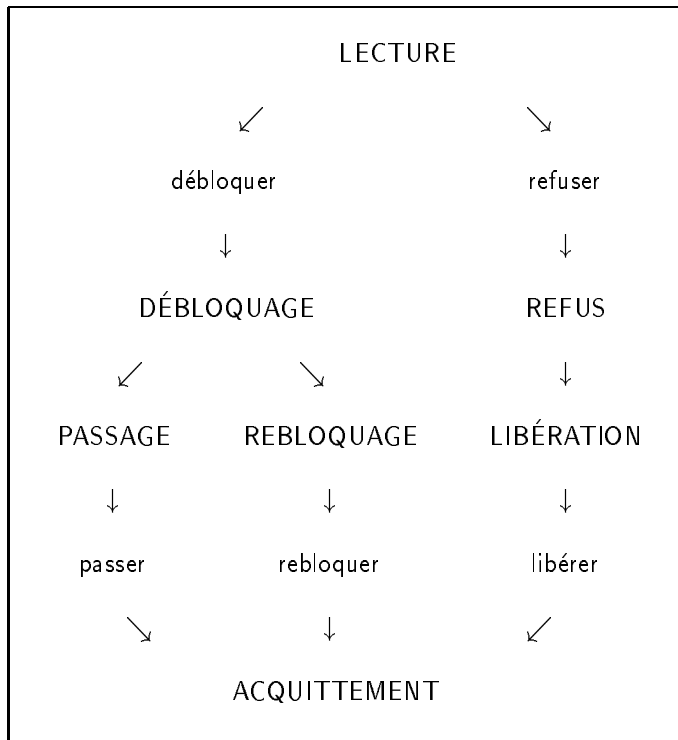 LECTURE
débloquer refuser
DÉBLOQUAGE REFUS
PASSAGE REBLOQUAGE LIBÉRATION
passer rebloquer libérer
ACQUITTEMENT